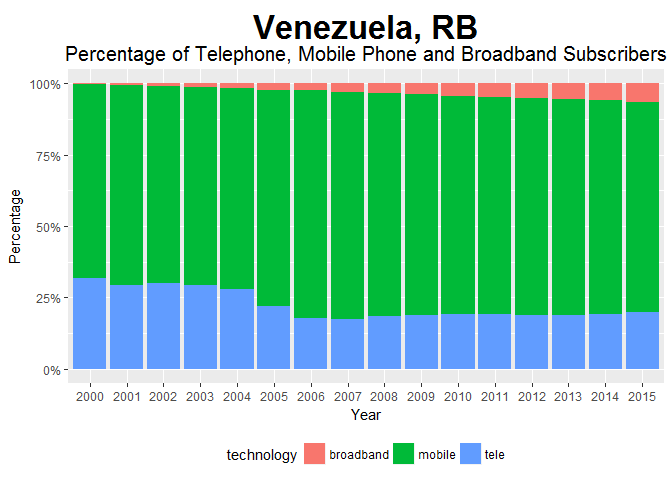 Venezuela, RB
Percentage of Telephone, Mobile Phone and Broadband Subscribers
100%
75%
50%
25%
0%
Percentage
2000 2001 2002 2003 2004 2005 2006 2007 2008 2009 2010 2011 2012 2013 2014 2015
Year
technology broadband mobile tele